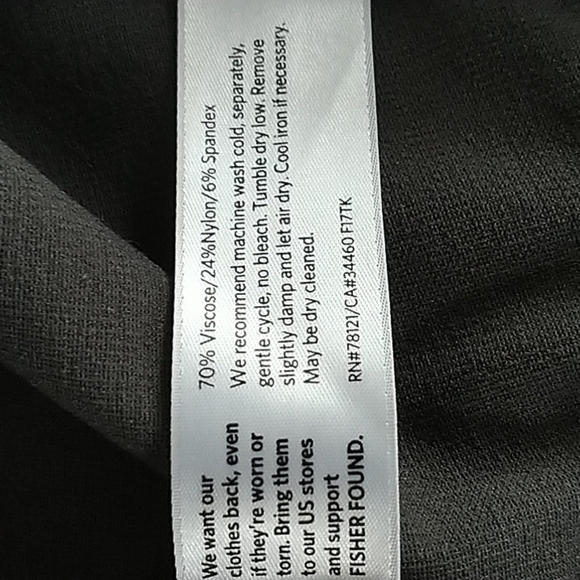 70% Viscose/24%Nylon/6% Spandex
We recommend machine wash cold, separately,
gentle cycle, no bleach. Tumble dry low. Remove
slightly damp and let air dry. Cool iron if necessary.
May be dry cleaned.
RN#78121/CA#34460 F17TK
We want our
clothes back, even
if they're worn or
torn. Bring them
to our US stores
and support
FISHER FOUND.